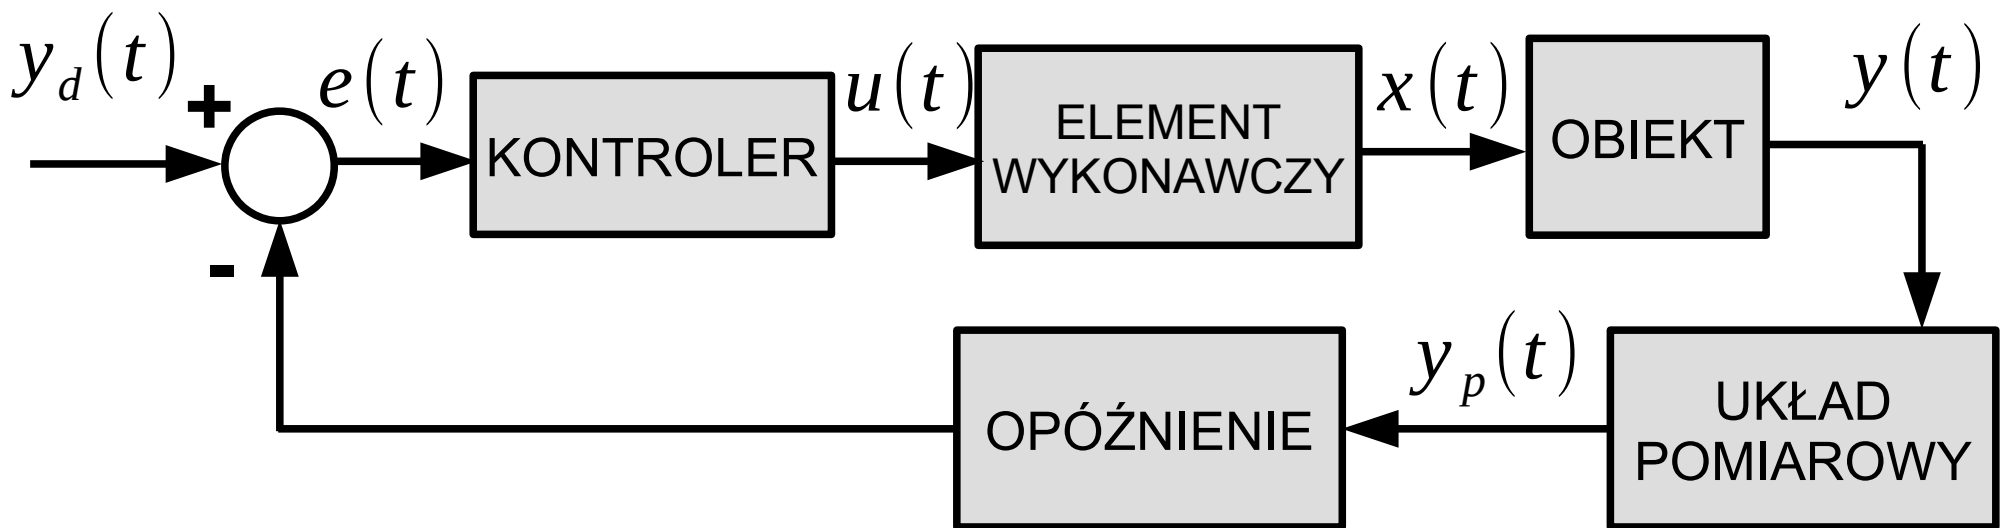 y_d(t)
+
e(t)
KONTROLER
u(t)
ELEMENT
WYKONAWCZY
x(t)
OBIEKT
y(t)
-
OPÓŹNIENIE
y_p(t)
UKŁAD
POMIAROWY